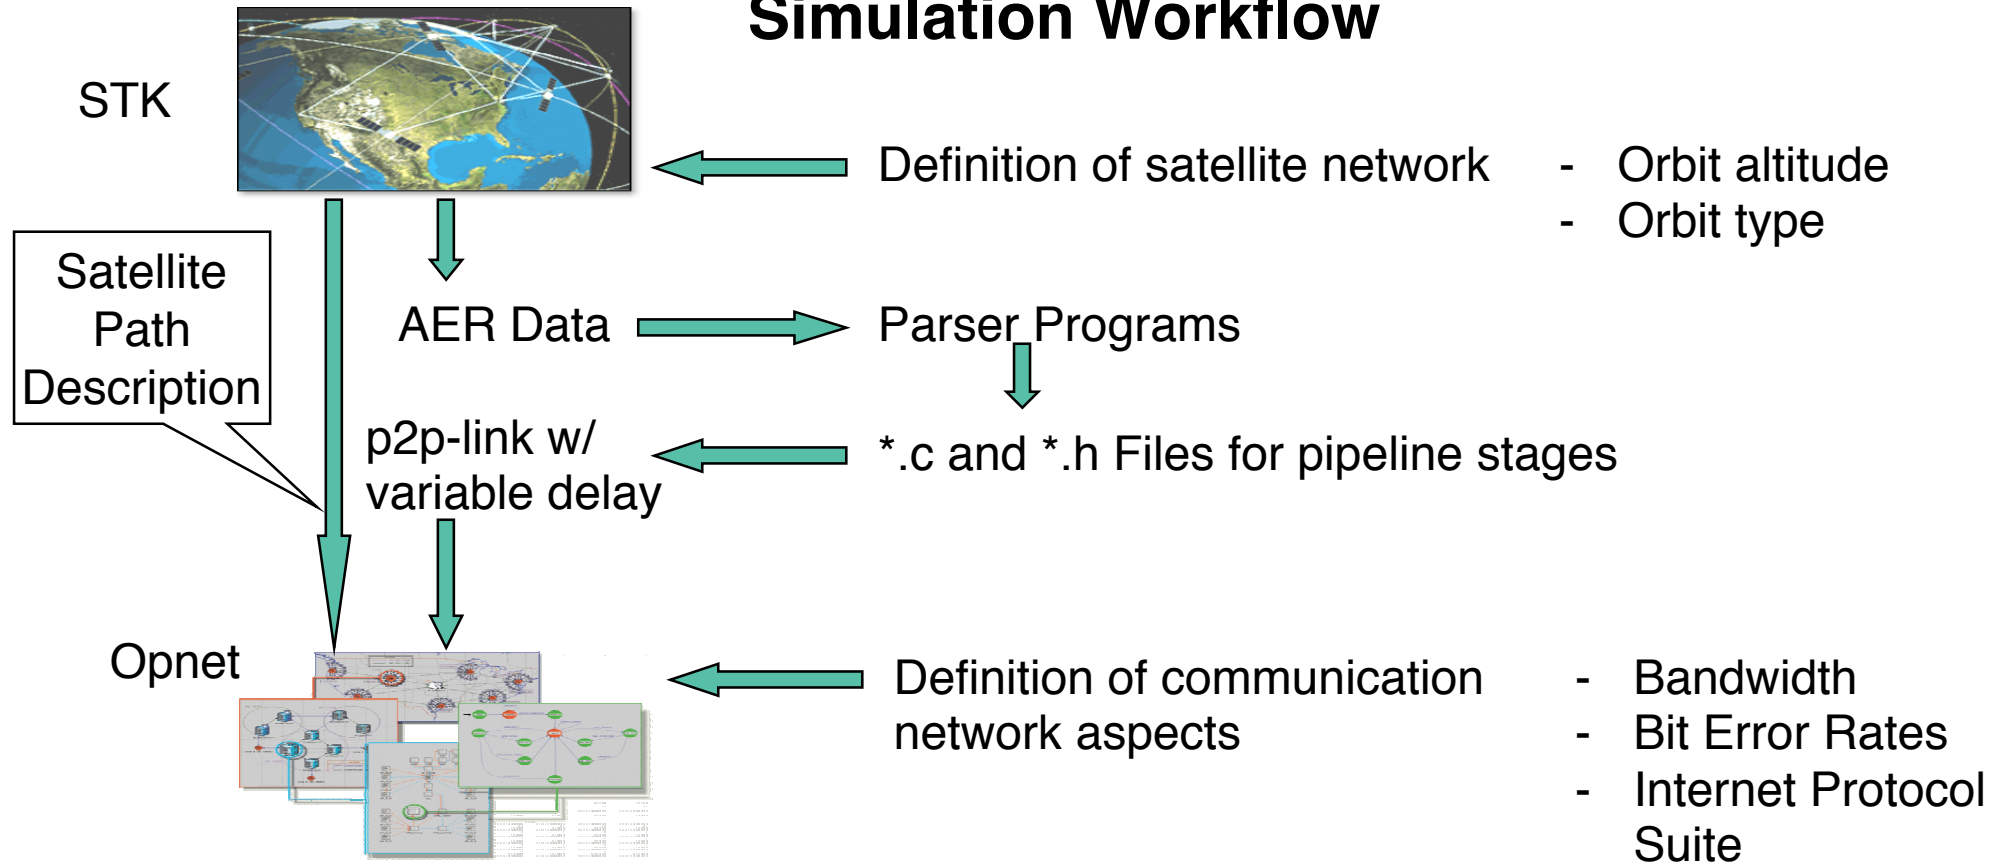 Simulation Workflow
STK
Definition of satellite network
- Orbit altitude
- Orbit type
Satellite
Path
Description
AER Data
Parser Programs
p2p-link w/
variable delay
*.c and *.h Files for pipeline stages
Opnet
Definition of communication
network aspects
- Bandwidth
- Bit Error Rates
- Internet Protocol
Suite